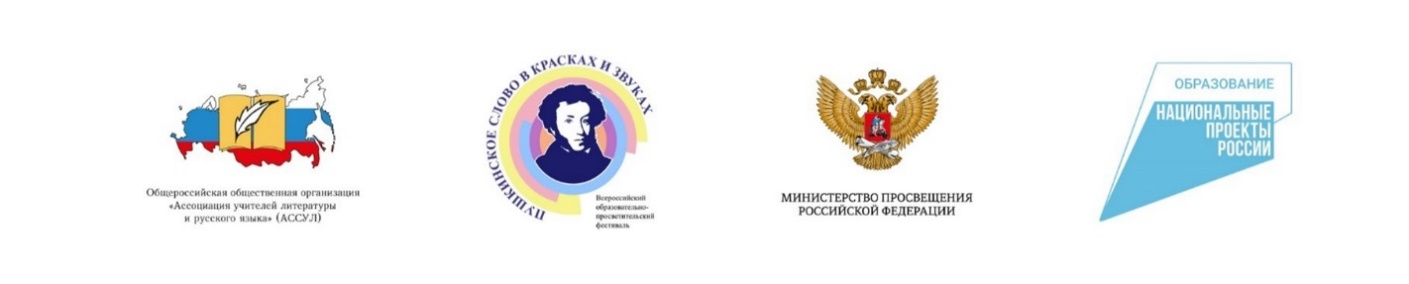 Общероссийская общественная организация
«Ассоциация учителей литературы
и русского языка» (АССУЛ)
ПУШКИНСКОЕ СЛОВО В КРАСКАХ И ЗВУКАХ
Всероссийский
образовательно-
просветительский
фестиваль
МИНИСТЕРСТВО ПРОСВЕЩЕНИЯ
РОССИЙСКОЙ ФЕДЕРАЦИИ
ОБРАЗОВАНИЕ
НАЦИОНАЛЬНЫЕ
ПРОЕКТЫ
РОССИИ